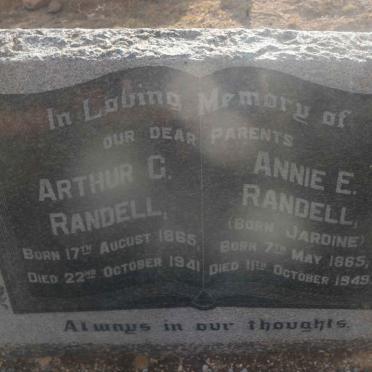 In Loving Memory of
OUR DEAR PARENTS
ARTHUR C.
RANDELL,
BORN 17TH AUGUST 1865,
DIED 22ND OCTOBER 1941
ANNIE E.
RANDELL,
(BORN JARDINE)
BORN 7TH MAY 1865,
DIED 11TH OCTOBER 1949
Always in our thoughts.